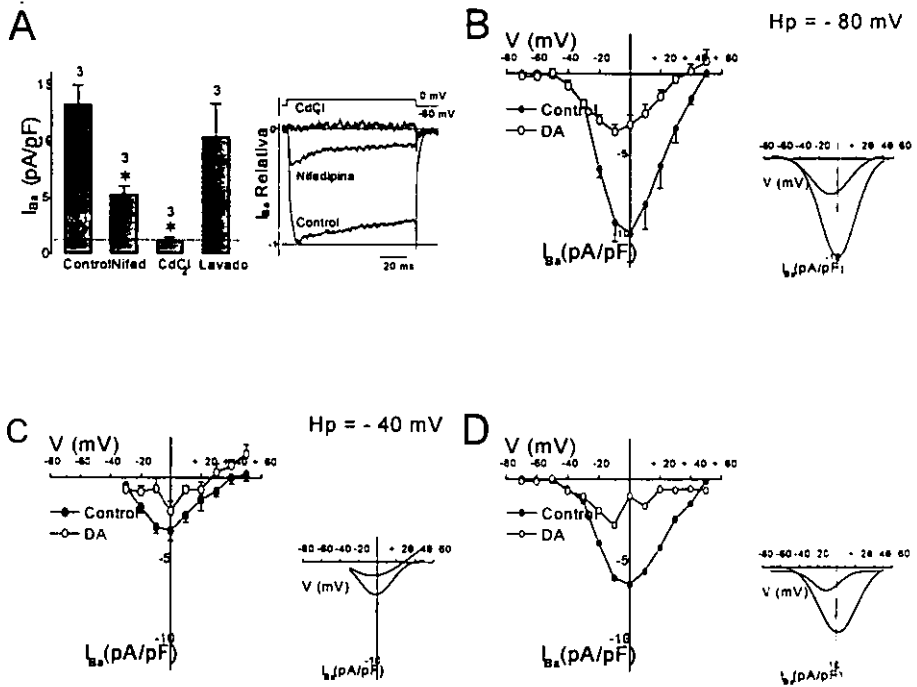 A
15
10
5
0
I_Ba (pA/pF)
3
3
*
3
*
3
Control Nifed CdCl2 Lavado
0 mV
-80 mV
CdCl
0
Nifedipina
Control
-1
I_Ba Relativa
20 ms
B
Hp = - 80 mV
V (mV)
-80 -60 -40 -20 + 20 + 40 + 60
Control
DA
-5
-10
I_Ba (pA/pF)
-80 -60 -40 -20 + 20 40 60
V (mV)
I_Ba (pA/pF)
C
Hp = - 40 mV
V (mV)
-80 -60 -40 -20 + 60
Control
DA
-5
-10
I_Ba (pA/pF)
-80 -60 -40 -20 + 20 40 60
V (mV)
I_Ba (pA/pF)
D
V (mV)
-80 -60 -40 -20 + 20 + 40 + 60
Control
DA
-5
-10
I_Ba (pA/pF)
-80 -60 -40 20 + 20 40 60
V (mV)
I_Ba (pA/pF)